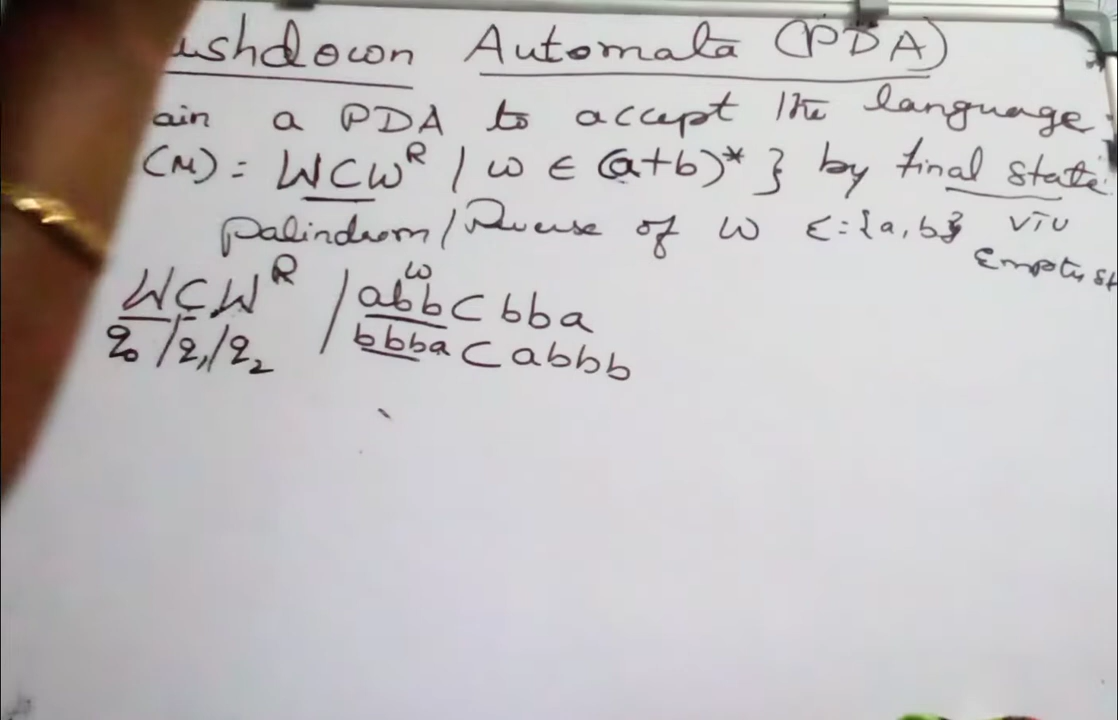 ushdown Automata (PDA)
ain a PDA to accept the language
(M) = WCW^R / w ∈ (a+b)* } by final state
palindrom/Reverse of w Σ = {a, b} VTU
Empty st
WCW^R / abbCbba
w
q0/q1/q2 bbbaCabbb